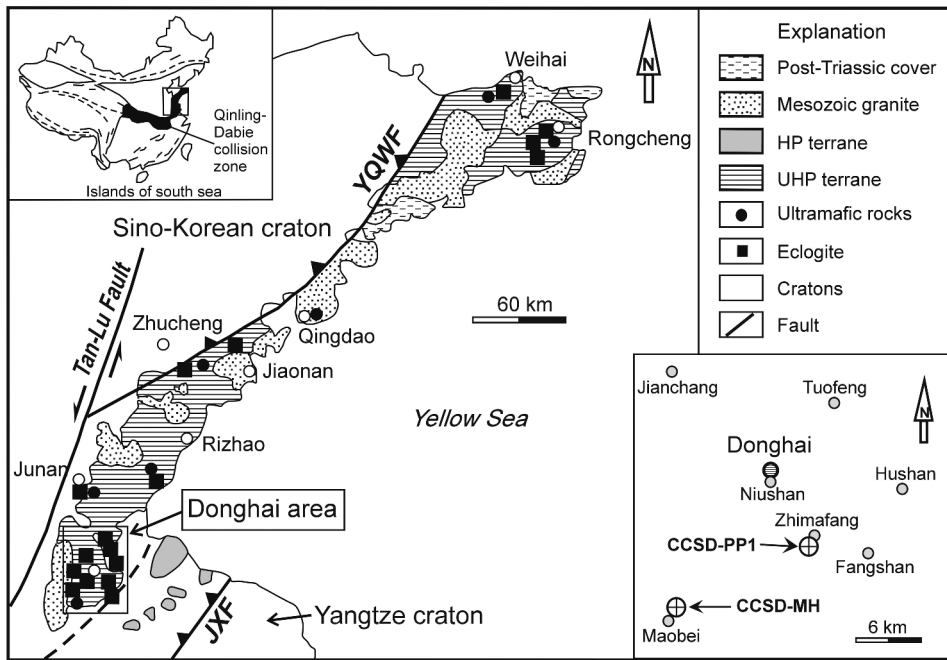 Qinling-
Dabie
collision
zone
Islands of south sea
Weihai
N
Rongcheng
YQWF
Sino-Korean craton
Tan-Lu Fault
60 km
Zhucheng
Qingdao
Jiaonan
Yellow Sea
Rizhao
Junan
Donghai area
JXF
Yangtze craton
Explanation
Post-Triassic cover
Mesozoic granite
HP terrane
UHP terrane
Ultramafic rocks
Eclogite
Cratons
Fault
Jianchang
Tuofeng
N
Donghai
Niushan
Hushan
Zhimafang
CCSD-PP1
Fangshan
CCSD-MH
Maobei
6 km